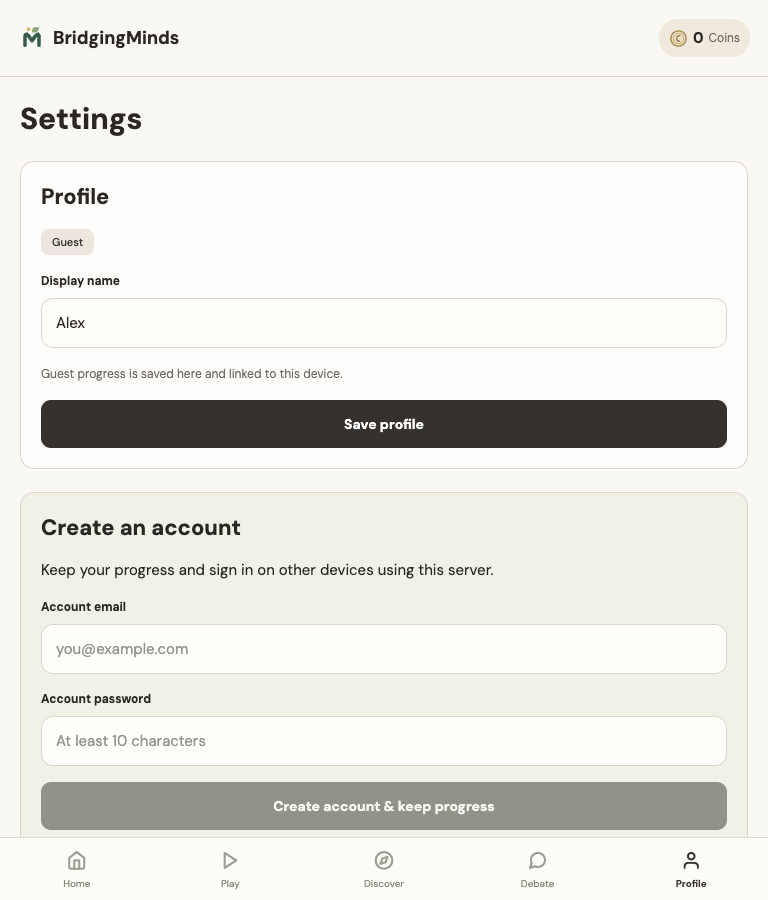 BridgingMinds
0 Coins
Settings
Profile
Guest
Display name
Alex
Guest progress is saved here and linked to this device.
Save profile
Create an account
Keep your progress and sign in on other devices using this server.
Account email
you@example.com
Account password
At least 10 characters
Create account & keep progress
Home
Play
Discover
Debate
Profile